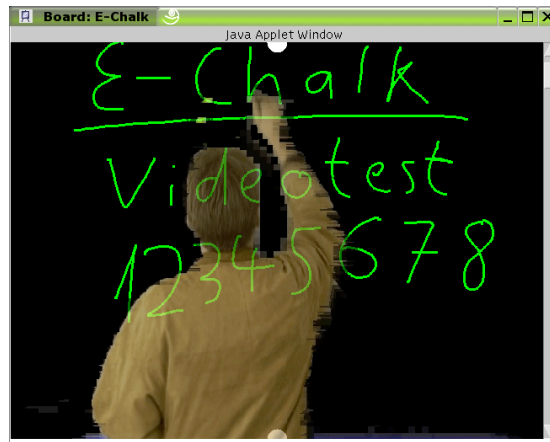 Board: E-Chalk
Java Applet Window
E-Chalk
Videotest
12345678